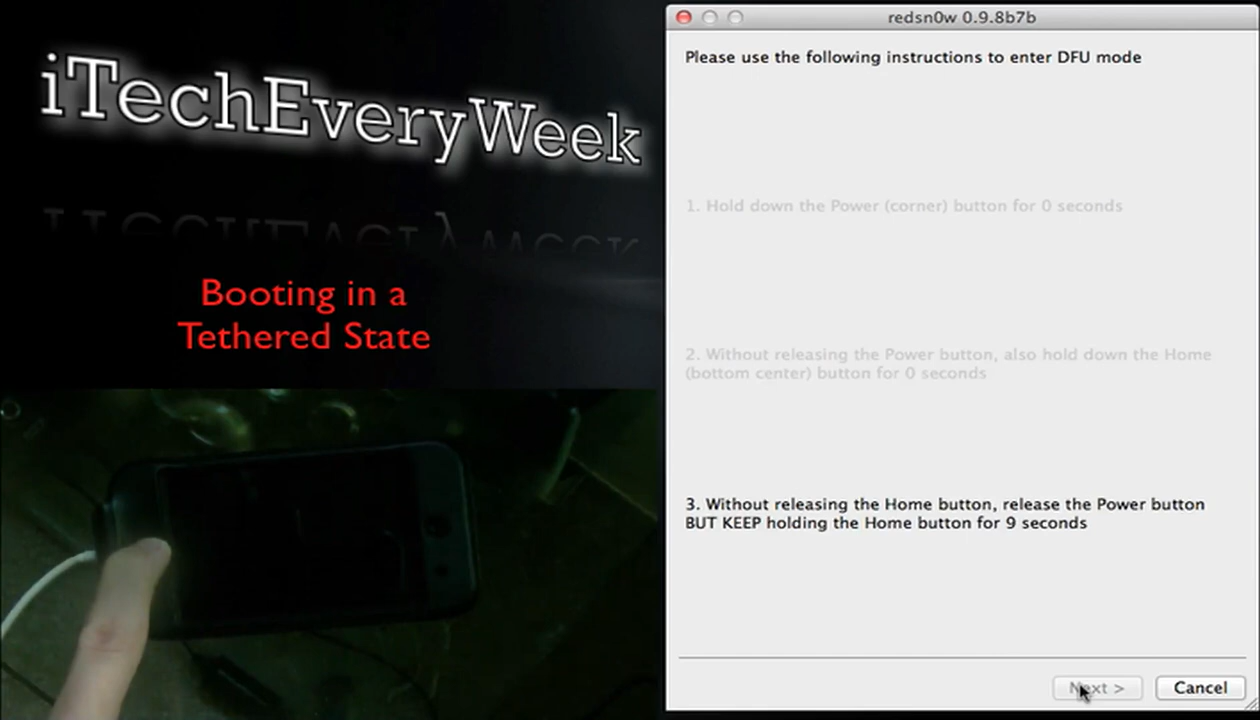 iTechEveryWeek
Booting in a
Tethered State
redsn0w 0.9.8b7b
Please use the following instructions to enter DFU mode
1. Hold down the Power (corner) button for 0 seconds
2. Without releasing the Power button, also hold down the Home
(bottom center) button for 0 seconds
3. Without releasing the Home button, release the Power button
BUT KEEP holding the Home button for 9 seconds
Next >
Cancel